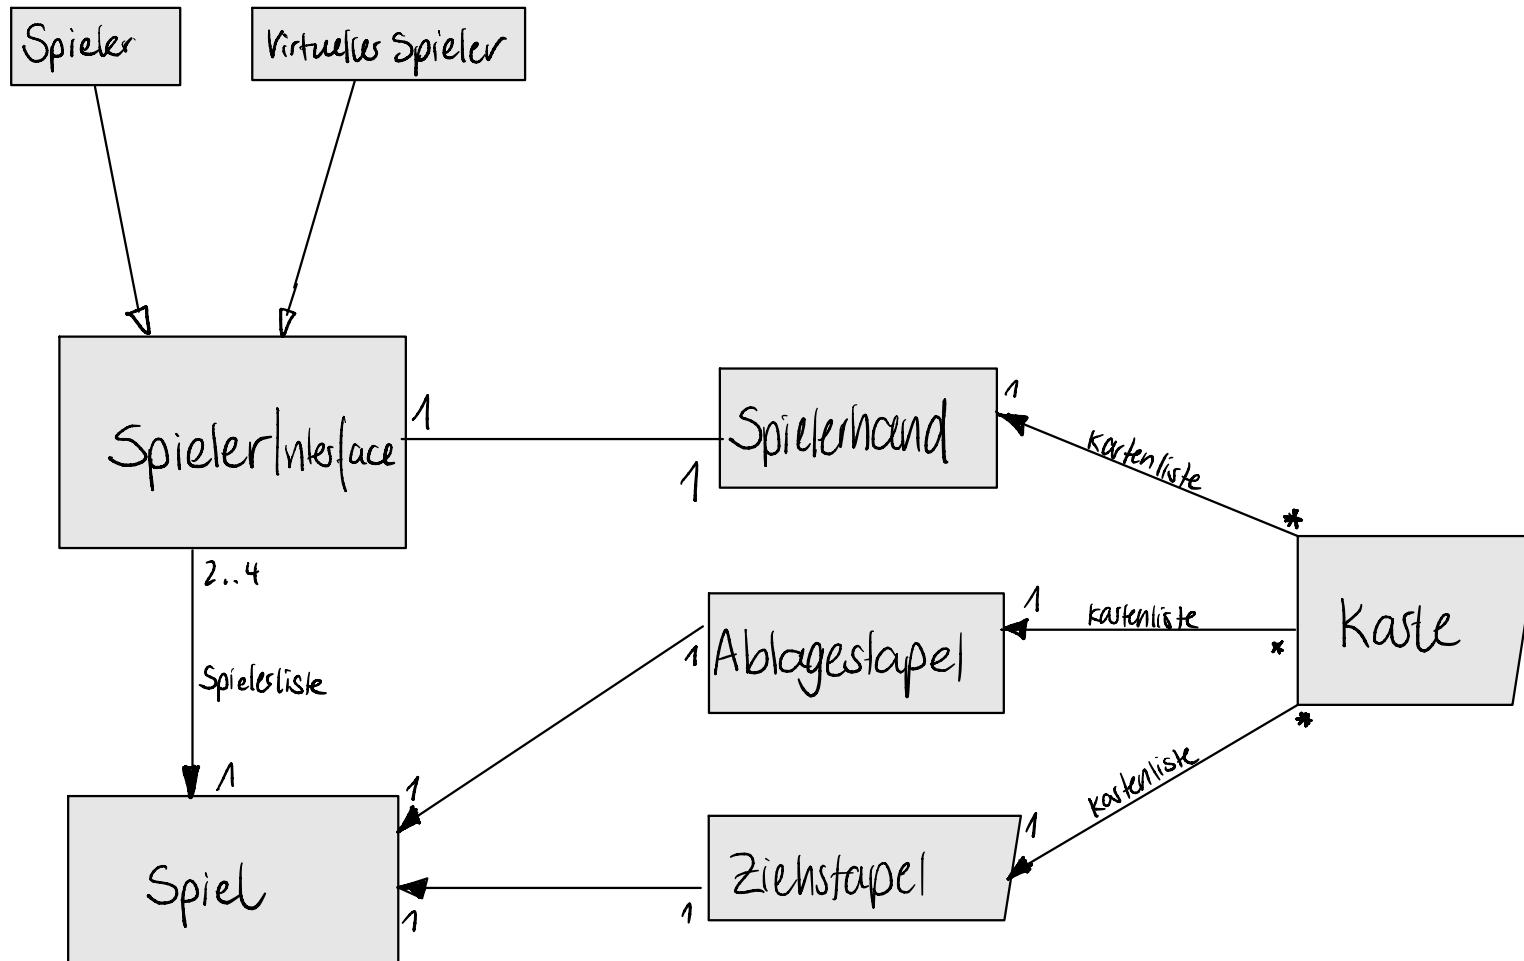 Spieler
Virtueller Spieler
SpielerInterface
1
1
Spielerhand
1
Kartenliste
*
2..4
Spielerliste
1
Ablagestapel
1
1
1
Kartenliste
*
Karte
*
Kartenliste
1
Ziehstapel
1
1
Spiel